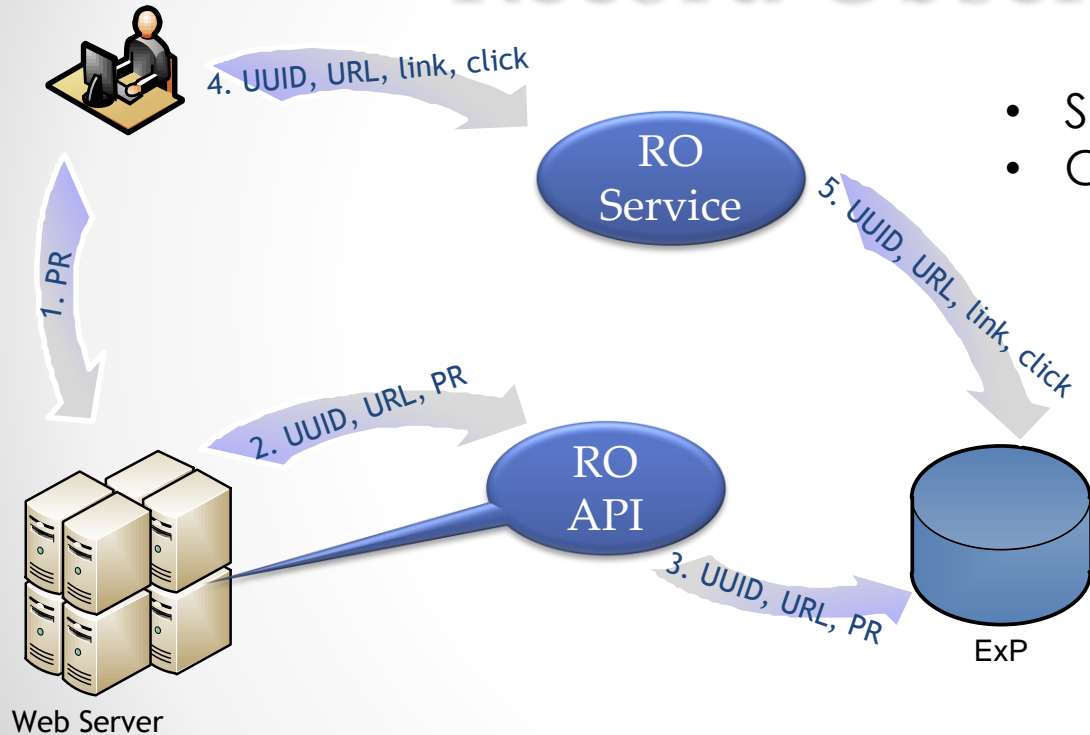 4. UUID, URL, link, click
RO
Service
5. UUID, URL, link, click
1. PR
2. UUID, URL, PR
RO
API
3. UUID, URL, PR
ExP
Web Server